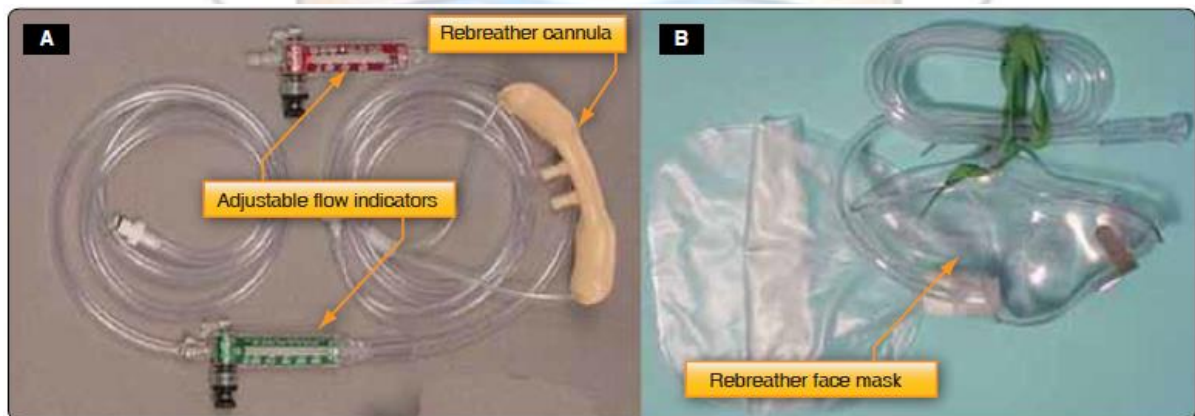 A
Rebreather cannula
Adjustable flow indicators
B
Rebreather face mask